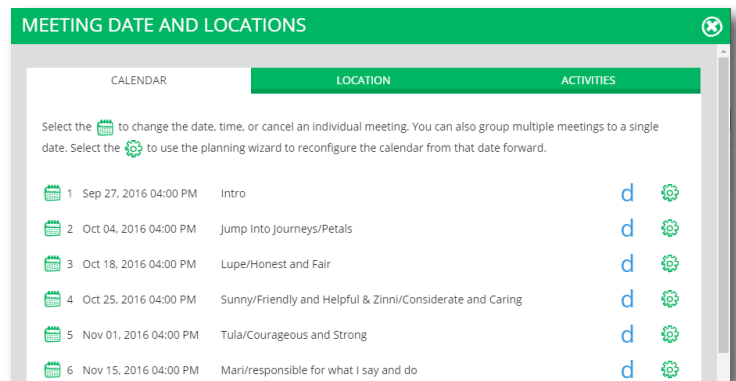 MEETING DATE AND LOCATIONS
CALENDAR LOCATION ACTIVITIES
Select the to change the date, time, or cancel an individual meeting. You can also group multiple meetings to a single
date. Select the to use the planning wizard to reconfigure the calendar from that date forward.
1 Sep 27, 2016 04:00 PM Intro d
2 Oct 04, 2016 04:00 PM Jump Into Journeys/Petals d
3 Oct 18, 2016 04:00 PM Lupe/Honest and Fair d
4 Oct 25, 2016 04:00 PM Sunny/Friendly and Helpful & Zinni/Considerate and Caring d
5 Nov 01, 2016 04:00 PM Tula/Courageous and Strong d
6 Nov 15, 2016 04:00 PM Mari/responsible for what I say and do d